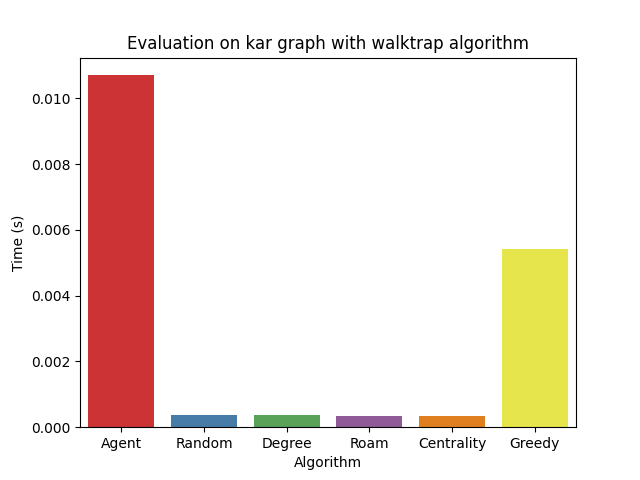 Evaluation on kar graph with walktrap algorithm
0.010
0.008
0.006
0.004
0.002
0.000
Time (s)
Agent Random Degree Roam Centrality Greedy
Algorithm